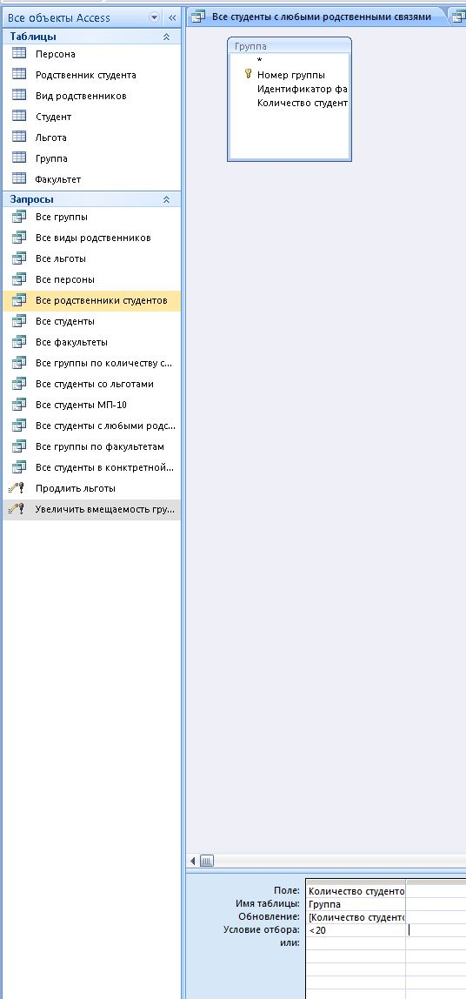 Все объекты Access
Таблицы
Персона
Родственник студента
Вид родственников
Студент
Льгота
Группа
Факультет
Запросы
Все группы
Все виды родственников
Все льготы
Все персоны
Все родственники студентов
Все студенты
Все факультеты
Все группы по количеству с...
Все студенты со льготами
Все студенты МП-10
Все студенты с любыми родс...
Все группы по факультетам
Все студенты в конктретной...
Продлить льготы
Увеличить вмещаемость гру...
Все студенты с любыми родственными связями
Группа
*
Номер группы
Идентификатор фа
Количество студент
Поле: Количество студенто
Имя таблицы: Группа
Обновление: [Количество студенто
Условие отбора: <20
или: